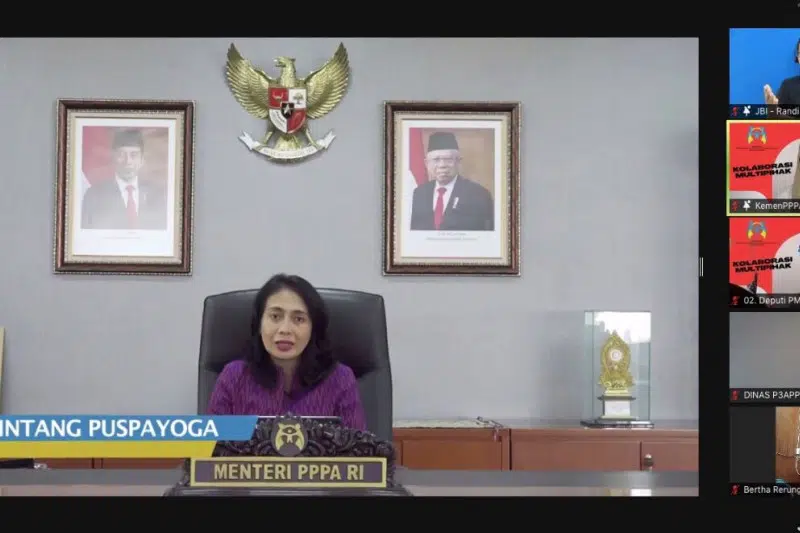 INTANG PUSPAYOGA
MENTERI PPPA RI
JBI - Randi
KOLABORASI
MULTIPIHAK
KemenPPPA
KOLABORASI
MULTIPIHAK
02. Deputi PM
DINAS P3APP
Bertha Rerung